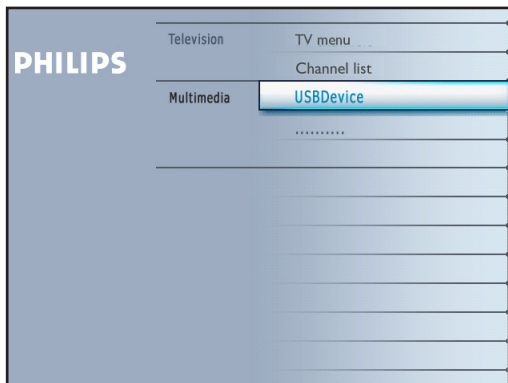 PHILIPS
Television
TV menu
Channel list
Multimedia
USBDevice
..........